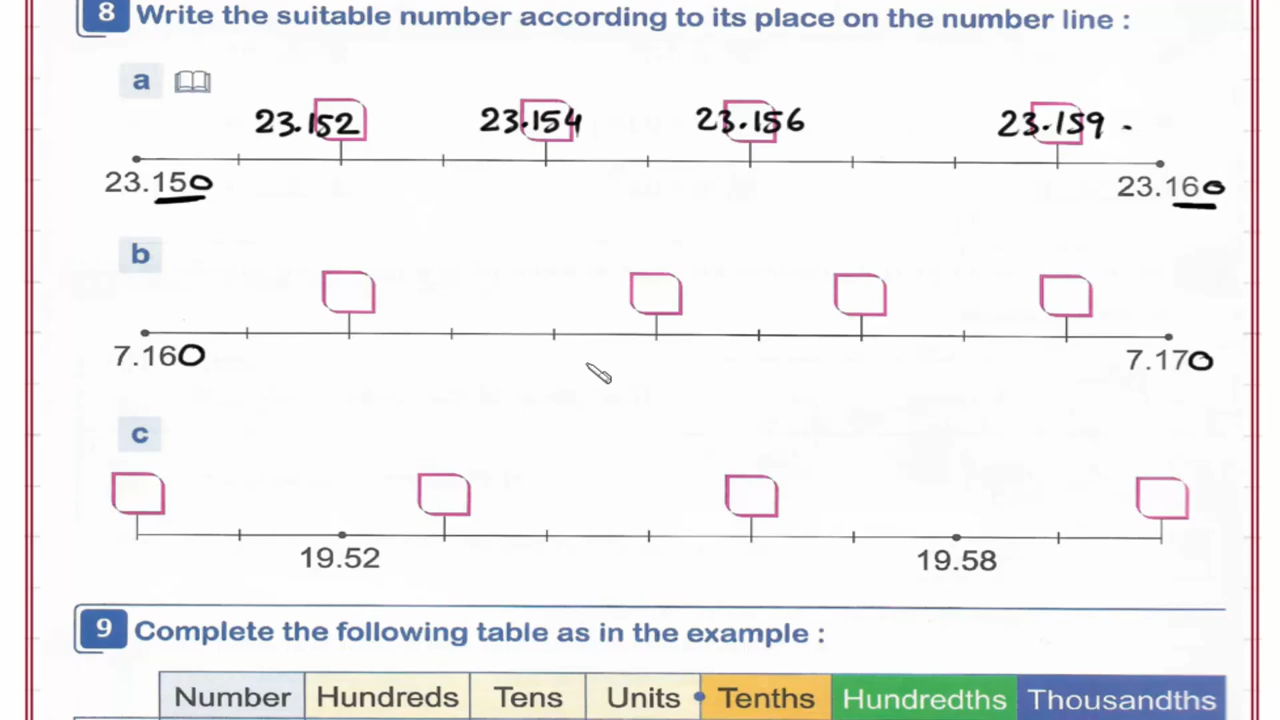 8 Write the suitable number according to its place on the number line :
a
23.152 23.154 23.156 23.159
23.150 23.160
b
7.160 7.170
c
19.52 19.58
9 Complete the following table as in the example :
Number Hundreds Tens Units • Tenths Hundredths Thousandths